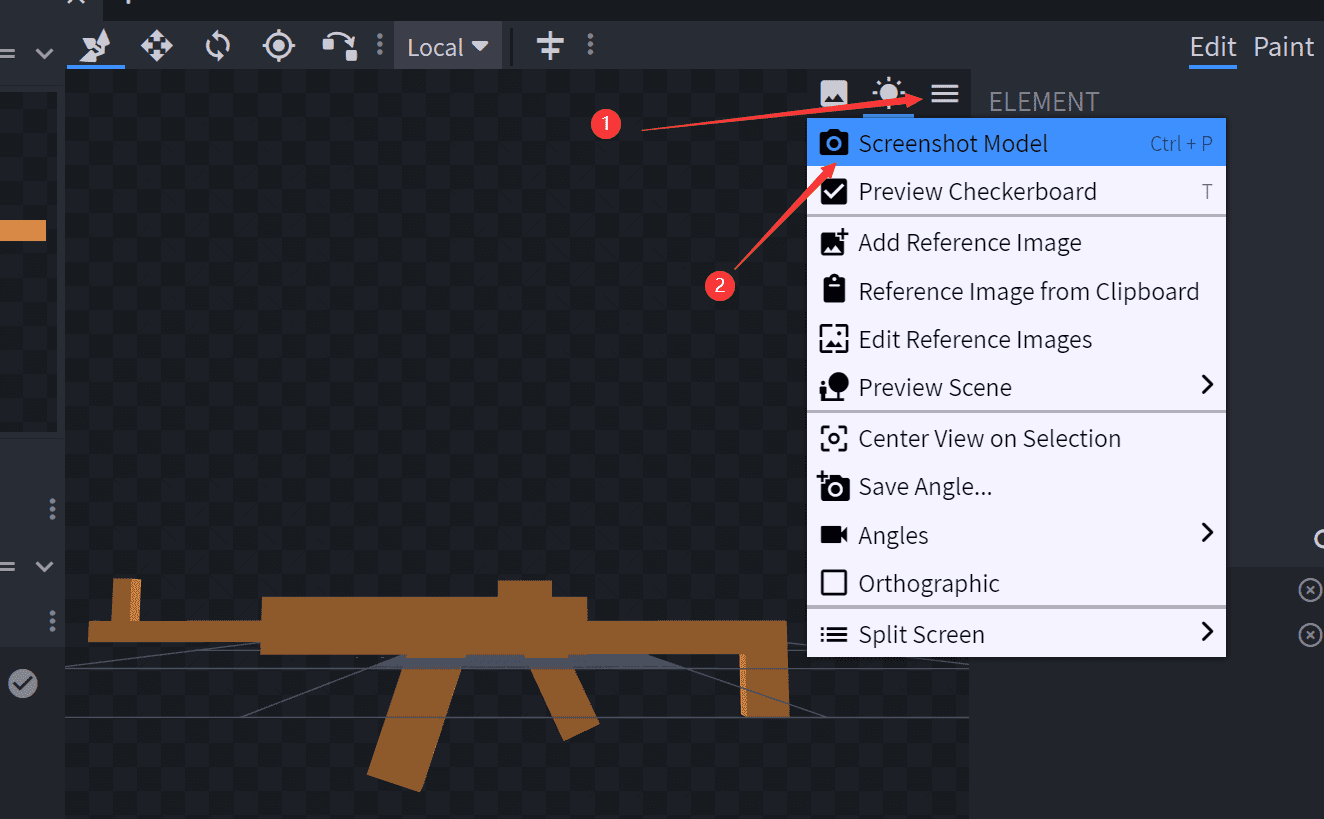 Local
Edit Paint
ELEMENT
1
Screenshot Model Ctrl + P
2
Preview Checkerboard T
Add Reference Image
Reference Image from Clipboard
Edit Reference Images
Preview Scene
Center View on Selection
Save Angle...
Angles
Orthographic
Split Screen